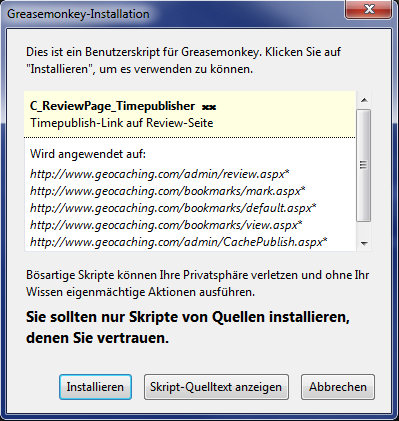 Greasemonkey-Installation
Dies ist ein Benutzerskript für Greasemonkey. Klicken Sie auf
"Installieren", um es verwenden zu können.
C_ReviewPage_Timepublisher
Timepublish-Link auf Review-Seite
Wird angewendet auf:
http://www.geocaching.com/admin/review.aspx*
http://www.geocaching.com/bookmarks/mark.aspx*
http://www.geocaching.com/bookmarks/default.aspx*
http://www.geocaching.com/bookmarks/view.aspx*
http://www.geocaching.com/admin/CachePublish.aspx*
Bösartige Skripte können Ihre Privatsphäre verletzen und ohne Ihr
Wissen eigenmächtige Aktionen ausführen.
Sie sollten nur Skripte von Quellen installieren,
denen Sie vertrauen.
Installieren Skript-Quelltext anzeigen Abbrechen